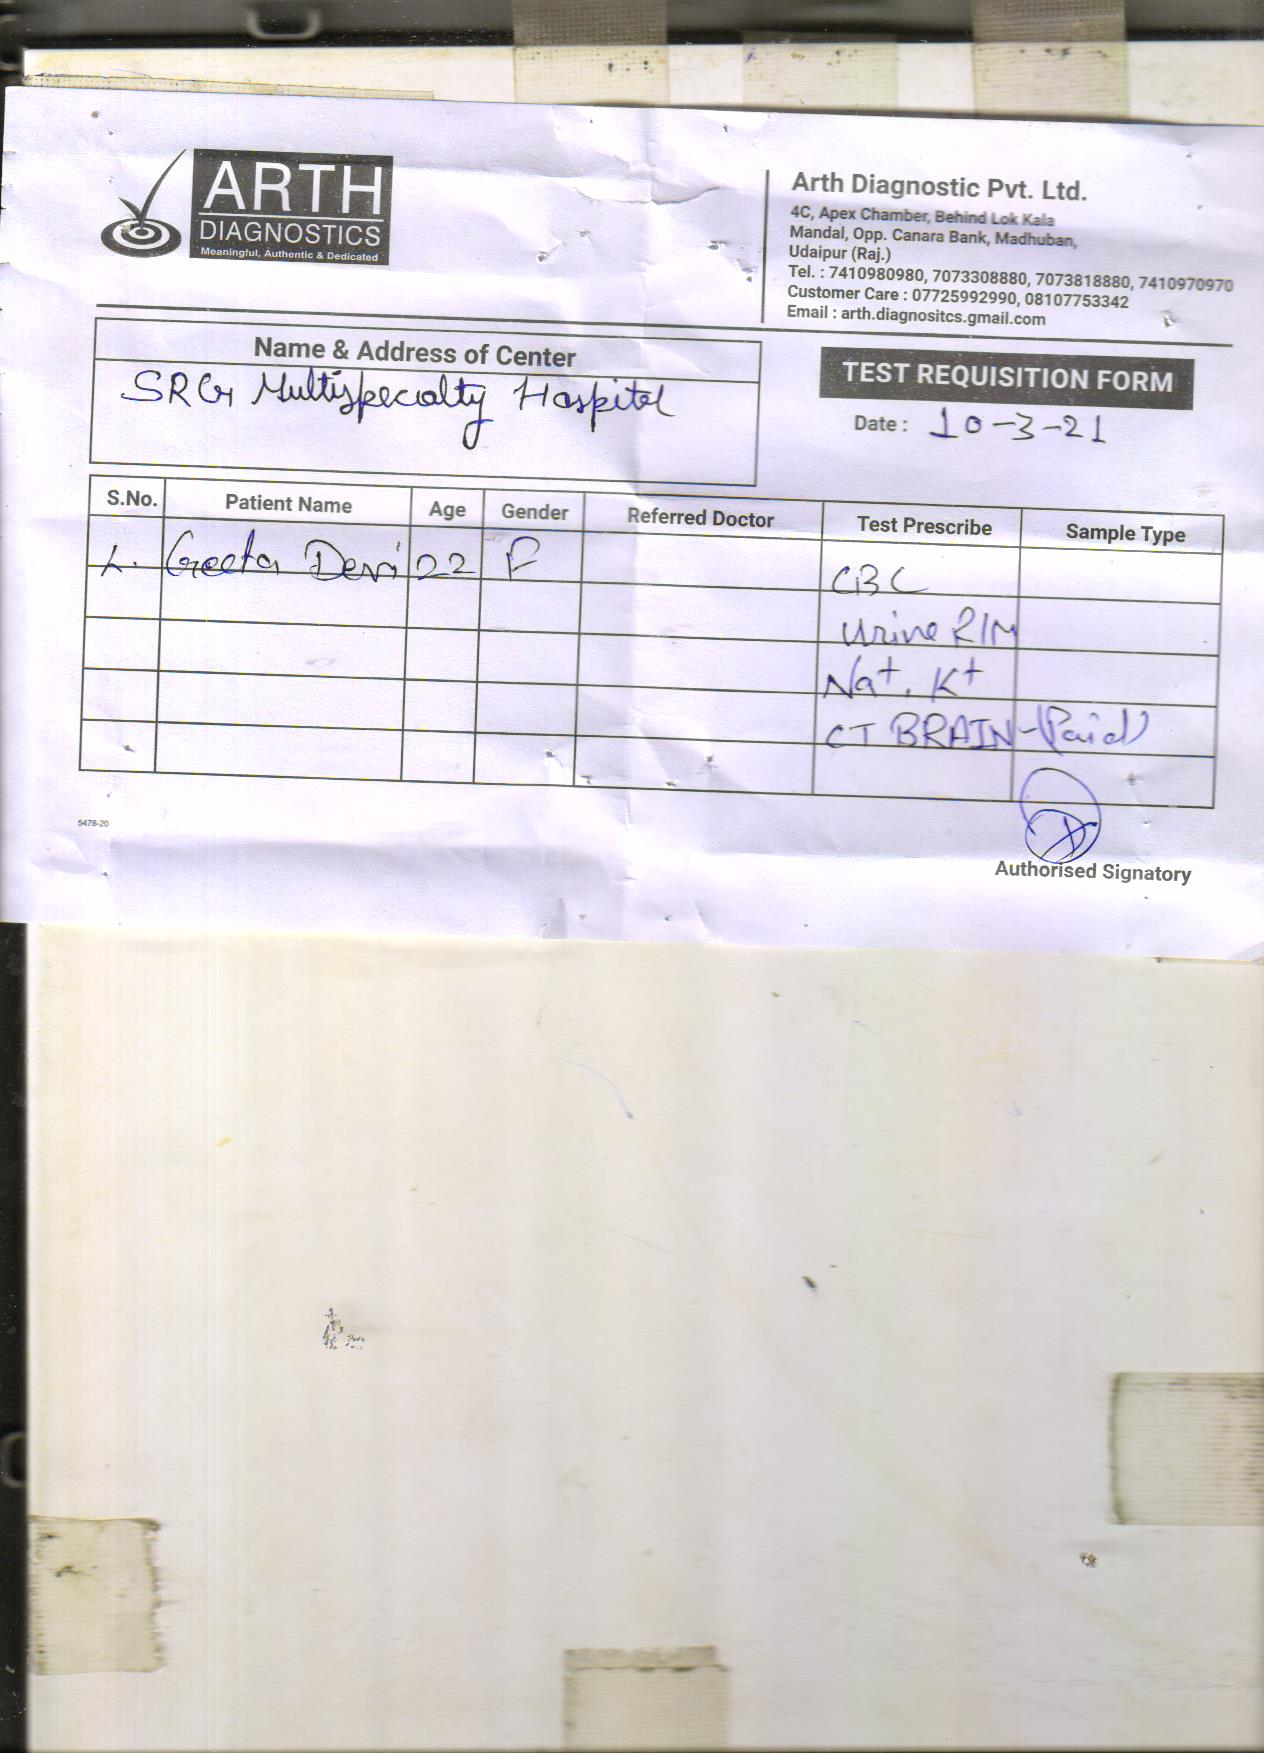 ARTH
DIAGNOSTICS
Meaningful, Authentic & Dedicated
Arth Diagnostic Pvt. Ltd.
4C, Apex Chamber, Behind Lok Kala
Mandal, Opp. Canara Bank, Madhuban,
Udaipur (Raj.)
Tel. : 7410980980, 7073308880, 7073818880, 7410970970
Customer Care : 07725992990, 08107753342
Email : arth.diagnositcs.gmail.com
Name & Address of Center
SRG Multispecialty Hospital
TEST REQUISITION FORM
Date : 10-3-21
S.No. Patient Name Age Gender Referred Doctor Test Prescribe Sample Type
1. Geeta Devi 22 F CBC
Urine R/M
Na+, K+
CT BRAIN-(Paid)
5478-20
Authorised Signatory